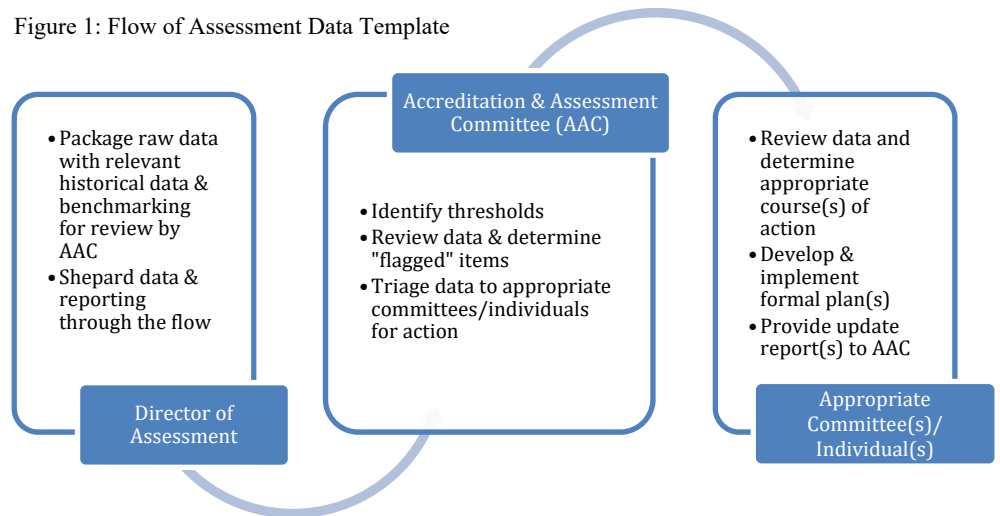 Figure 1: Flow of Assessment Data Template
•Package raw data
with relevant
historical data &
benchmarking
for review by
AAC
•Shepard data &
reporting
through the flow
Director of
Assessment
Accreditation & Assessment
Committee (AAC)
•Identify thresholds
•Review data & determine
"flagged" items
•Triage data to appropriate
committees/individuals
for action
•Review data and
determine
appropriate
course(s) of
action
•Develop &
implement
formal plan(s)
•Provide update
report(s) to AAC
Appropriate
Committee(s)/
Individual(s)